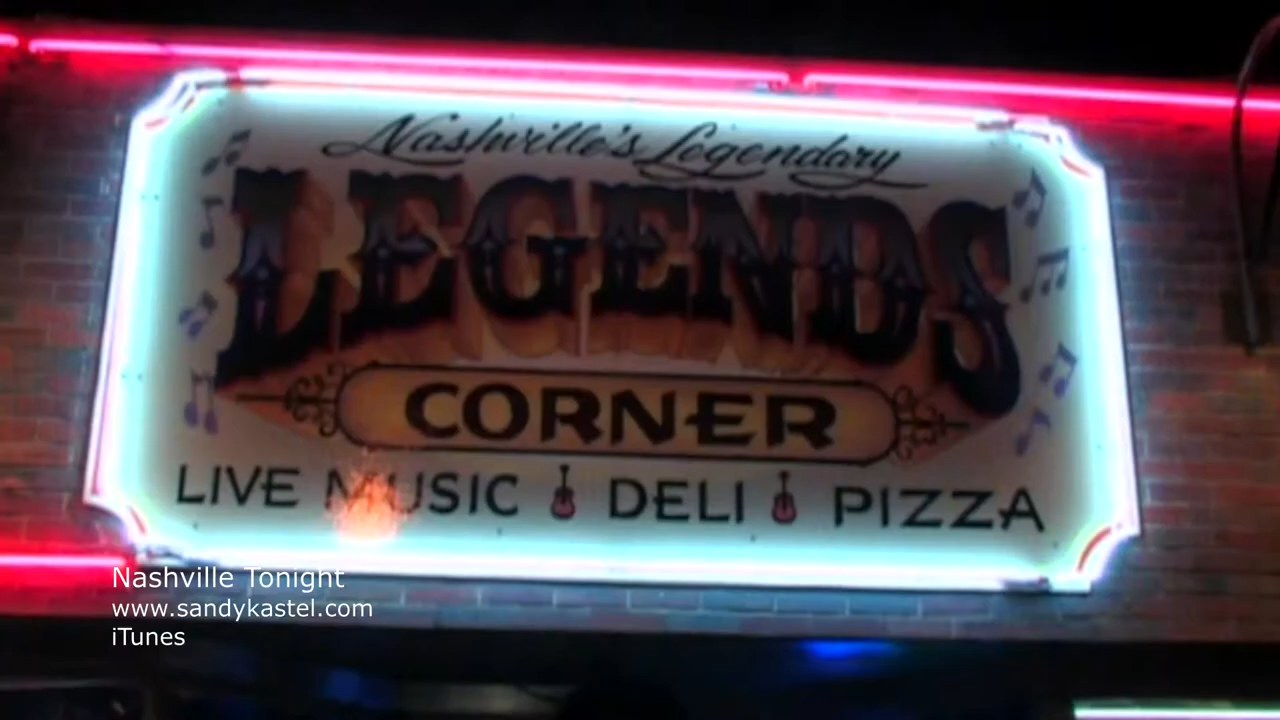 Nashville's Legendary
LEGENDS
CORNER
LIVE MUSIC DELI PIZZA
Nashville Tonight
www.sandykastel.com
iTunes